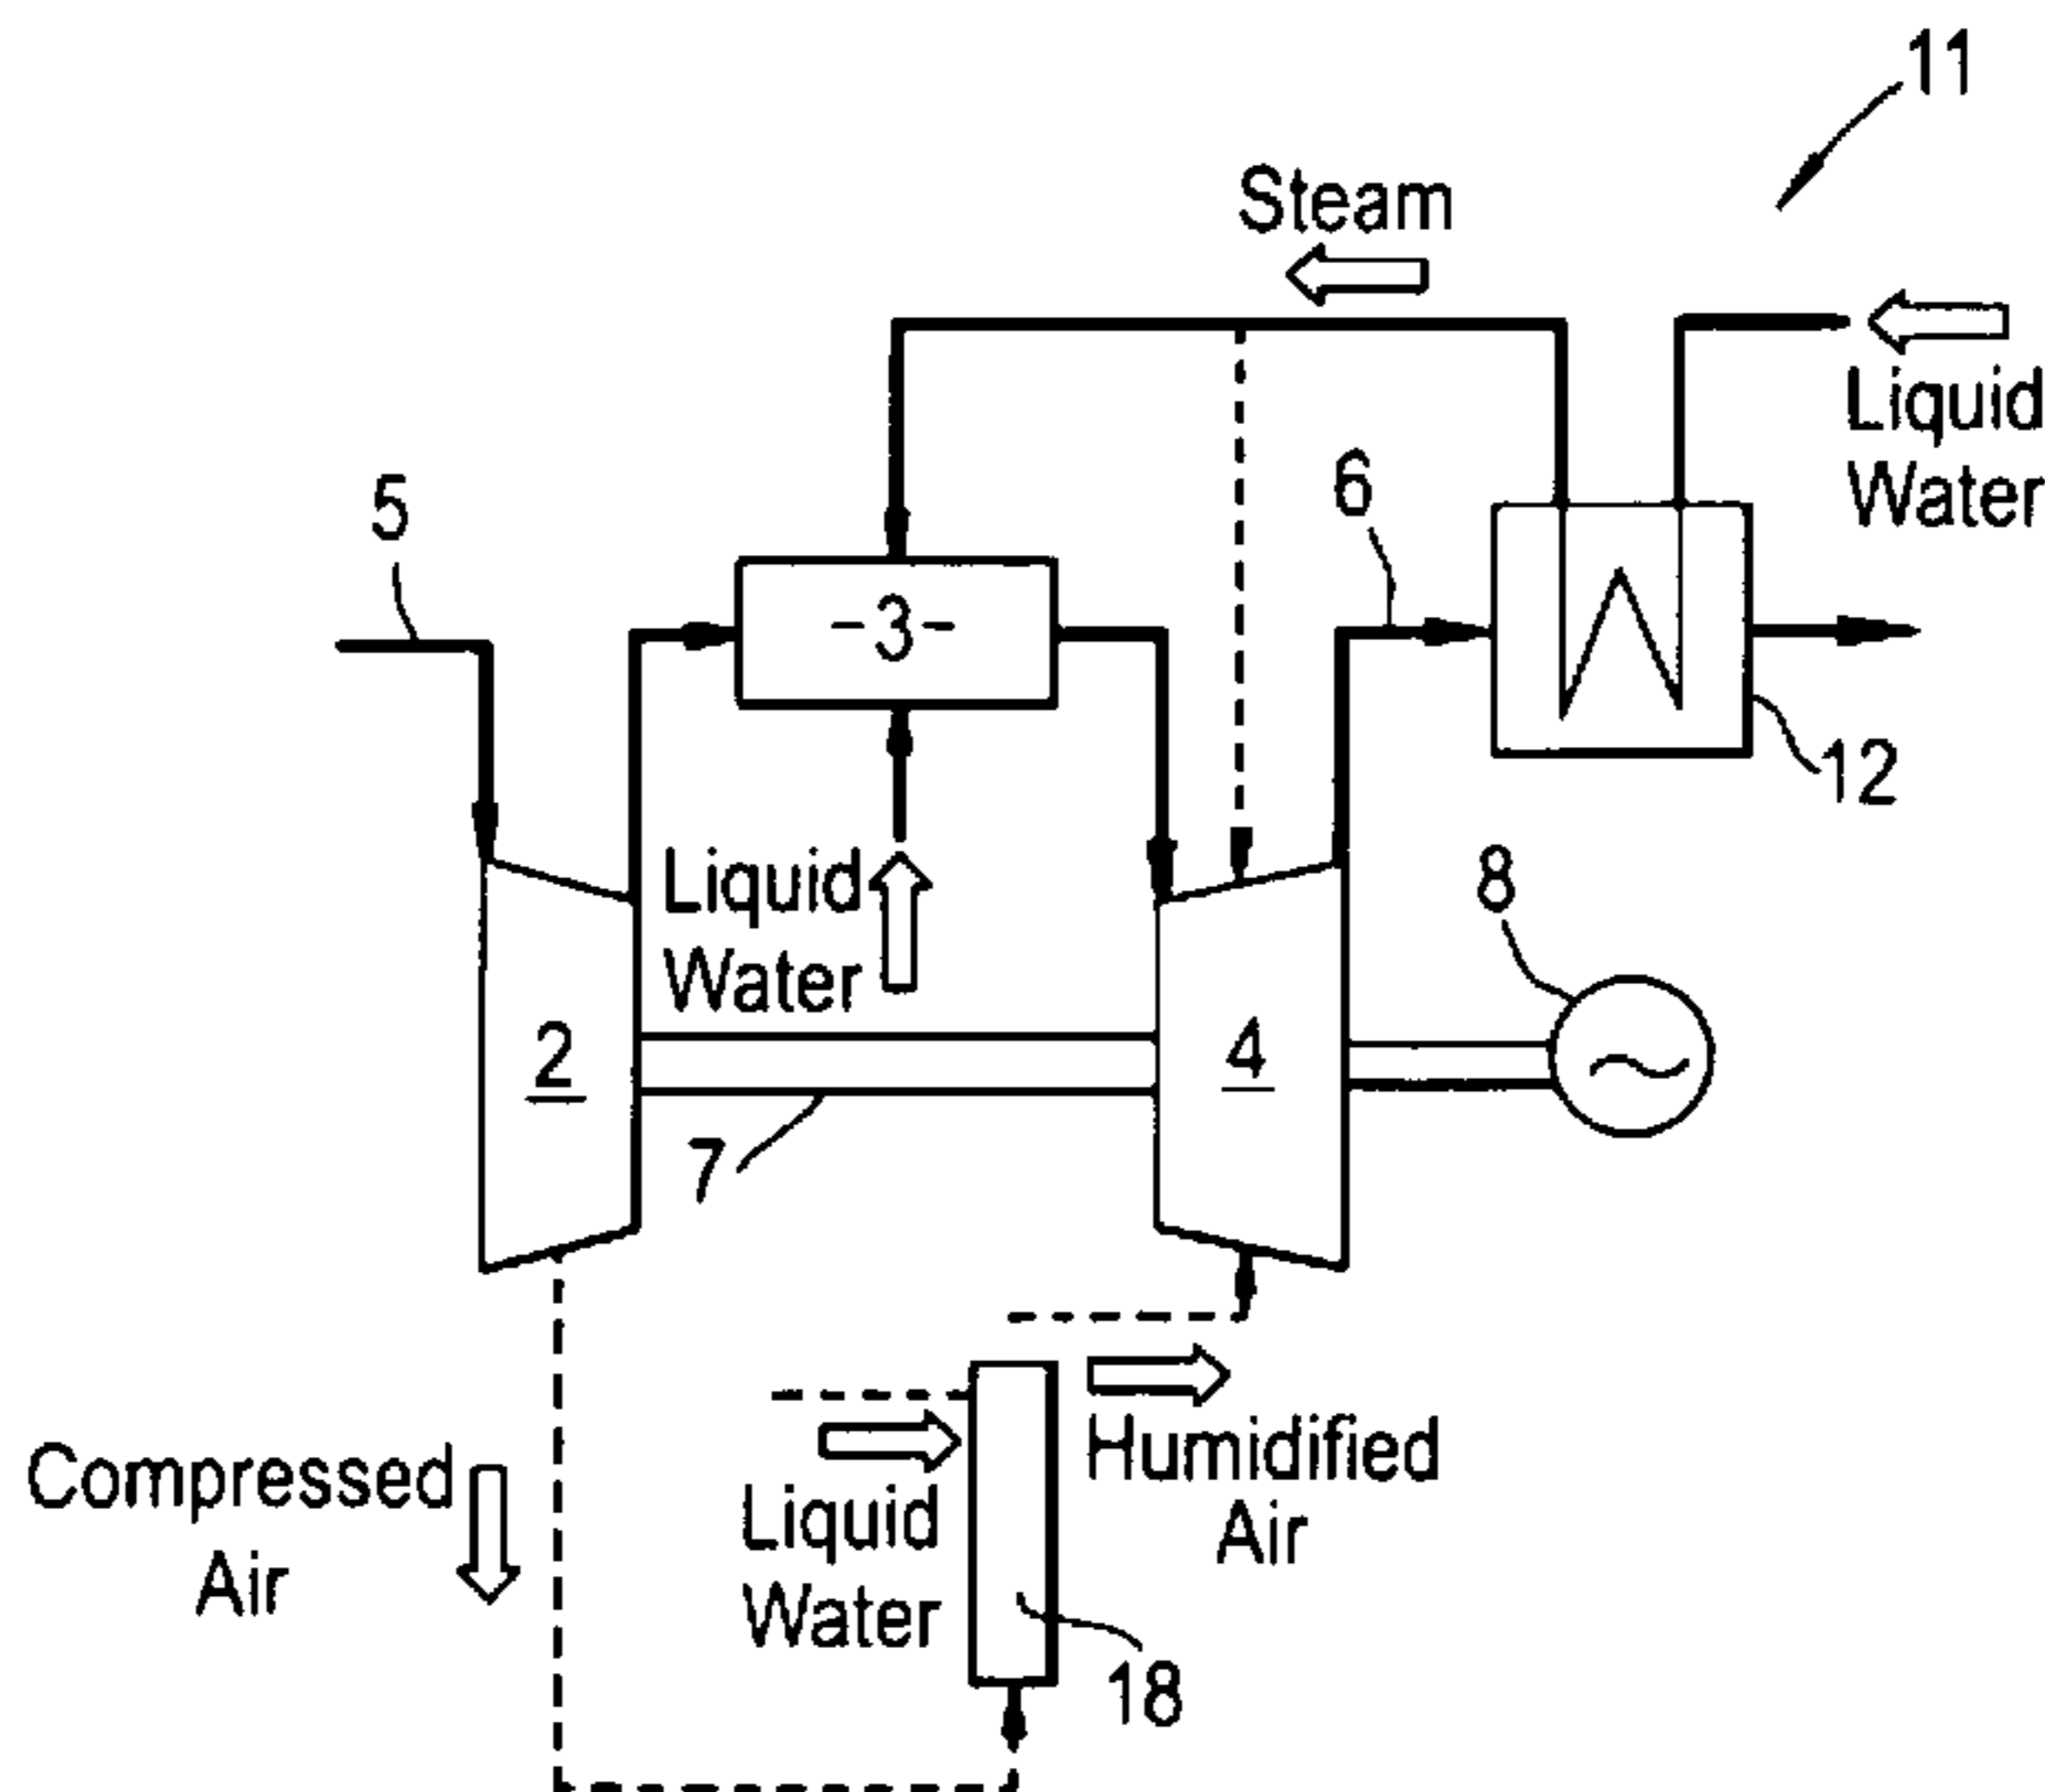 11
Steam
Liquid
Water
5
6
-3-
12
Liquid
Water
8
2
4
7
Compressed
Air
Liquid
Water
Humidified
Air
18